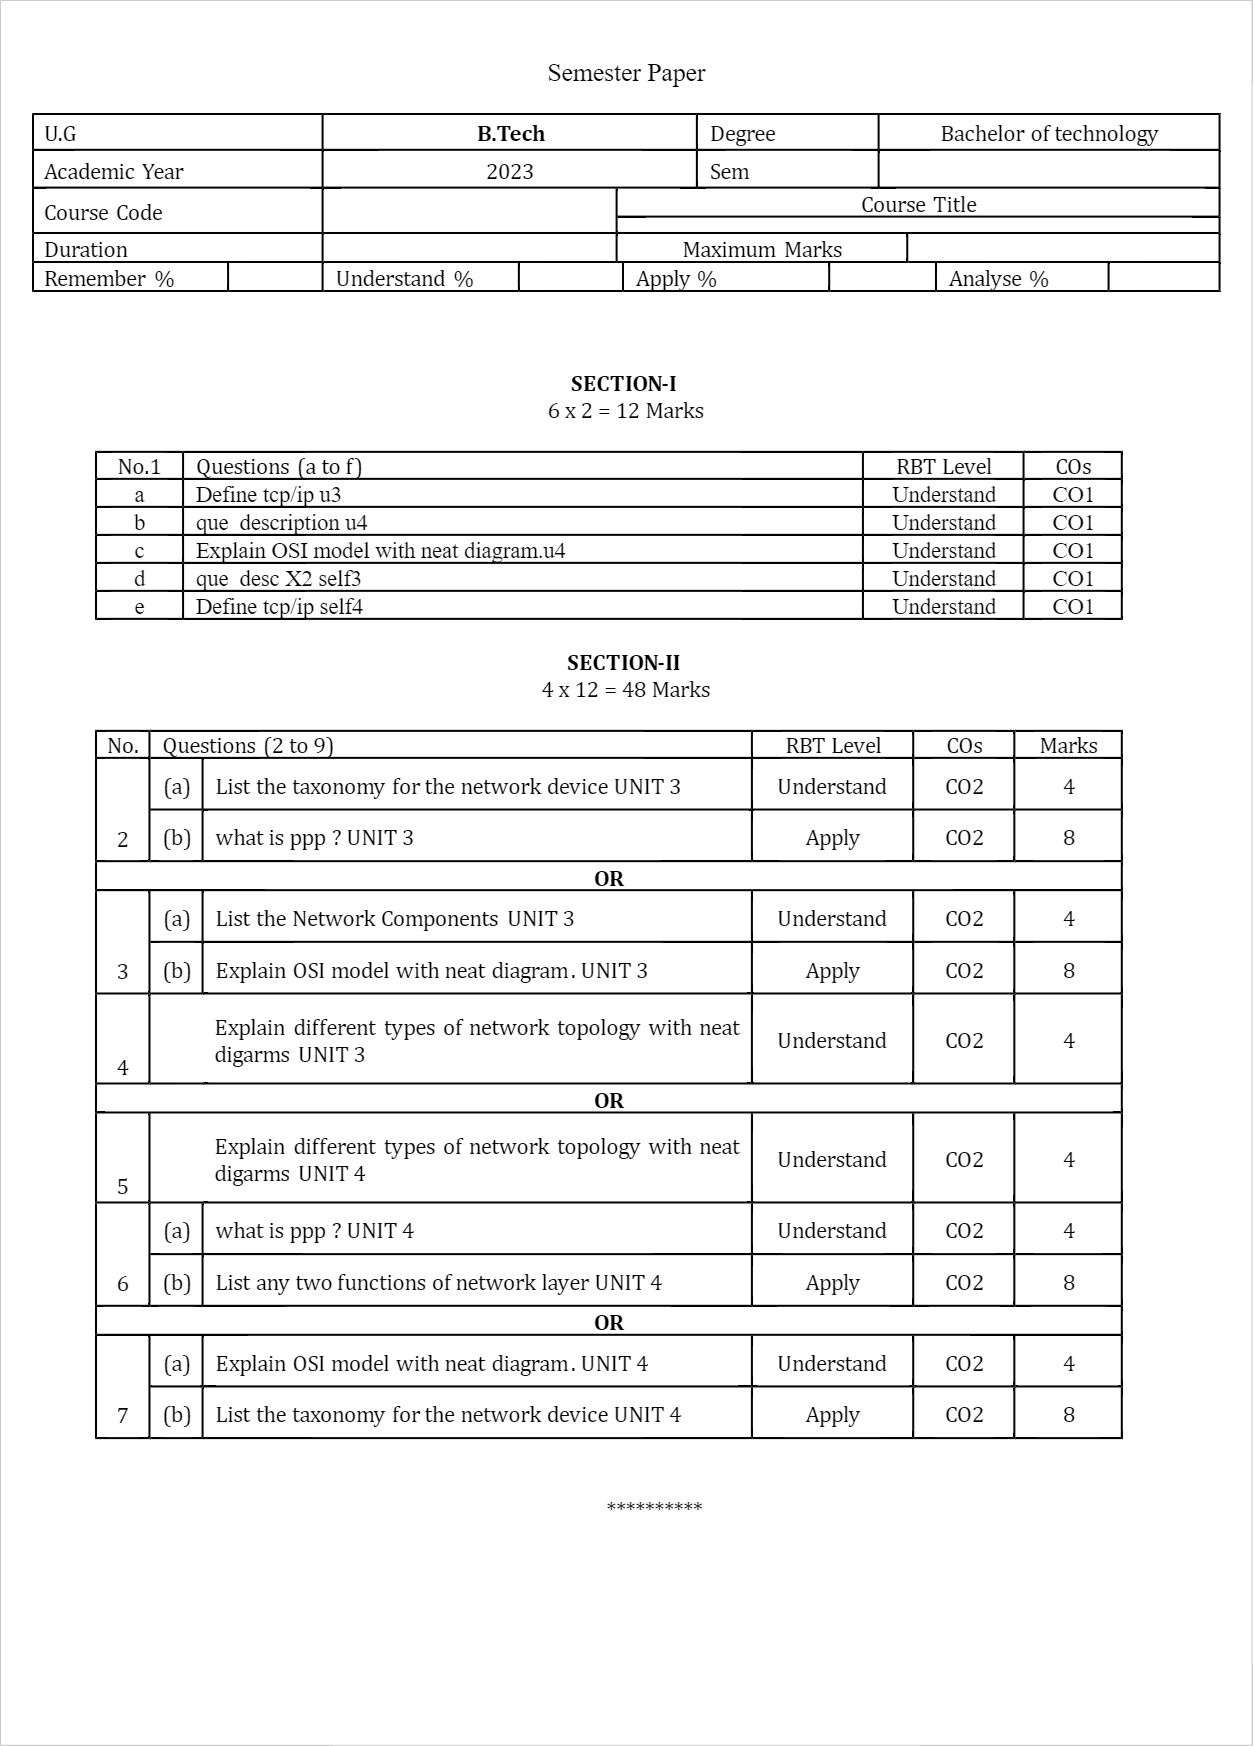 Semester Paper
U.G B.Tech Degree Bachelor of technology
Academic Year 2023 Sem
Course Code Course Title
Duration Maximum Marks
Remember % Understand % Apply % Analyse %
SECTION-I
6 x 2 = 12 Marks
No.1 Questions (a to f) RBT Level COs
a Define tcp/ip u3 Understand CO1
b que description u4 Understand CO1
c Explain OSI model with neat diagram.u4 Understand CO1
d que desc X2 self3 Understand CO1
e Define tcp/ip self4 Understand CO1
SECTION-II
4 x 12 = 48 Marks
No. Questions (2 to 9) RBT Level COs Marks
(a) List the taxonomy for the network device UNIT 3 Understand CO2 4
2 (b) what is ppp ? UNIT 3 Apply CO2 8
OR
(a) List the Network Components UNIT 3 Understand CO2 4
3 (b) Explain OSI model with neat diagram. UNIT 3 Apply CO2 8
Explain different types of network topology with neat
digarms UNIT 3 Understand CO2 4
4
OR
Explain different types of network topology with neat
digarms UNIT 4 Understand CO2 4
5
(a) what is ppp ? UNIT 4 Understand CO2 4
6 (b) List any two functions of network layer UNIT 4 Apply CO2 8
OR
(a) Explain OSI model with neat diagram. UNIT 4 Understand CO2 4
7 (b) List the taxonomy for the network device UNIT 4 Apply CO2 8
**********